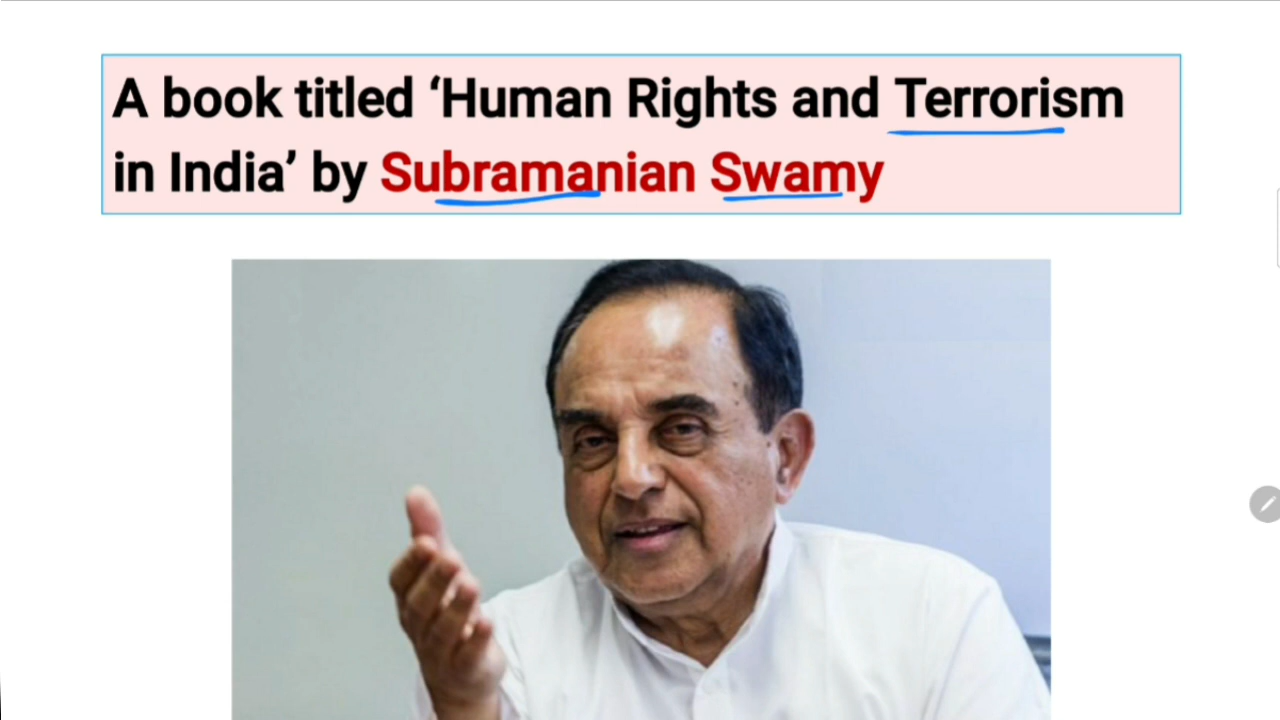 A book titled ‘Human Rights and Terrorism
in India’ by Subramanian Swamy